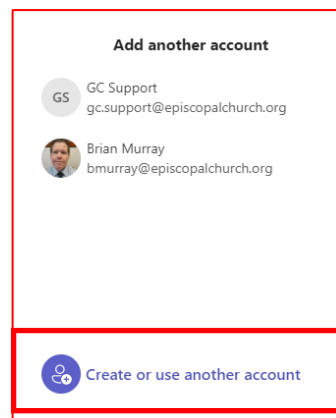 Add another account
GS
GC Support
gc.support@episcopalchurch.org
Brian Murray
bmurray@episcopalchurch.org
Create or use another account